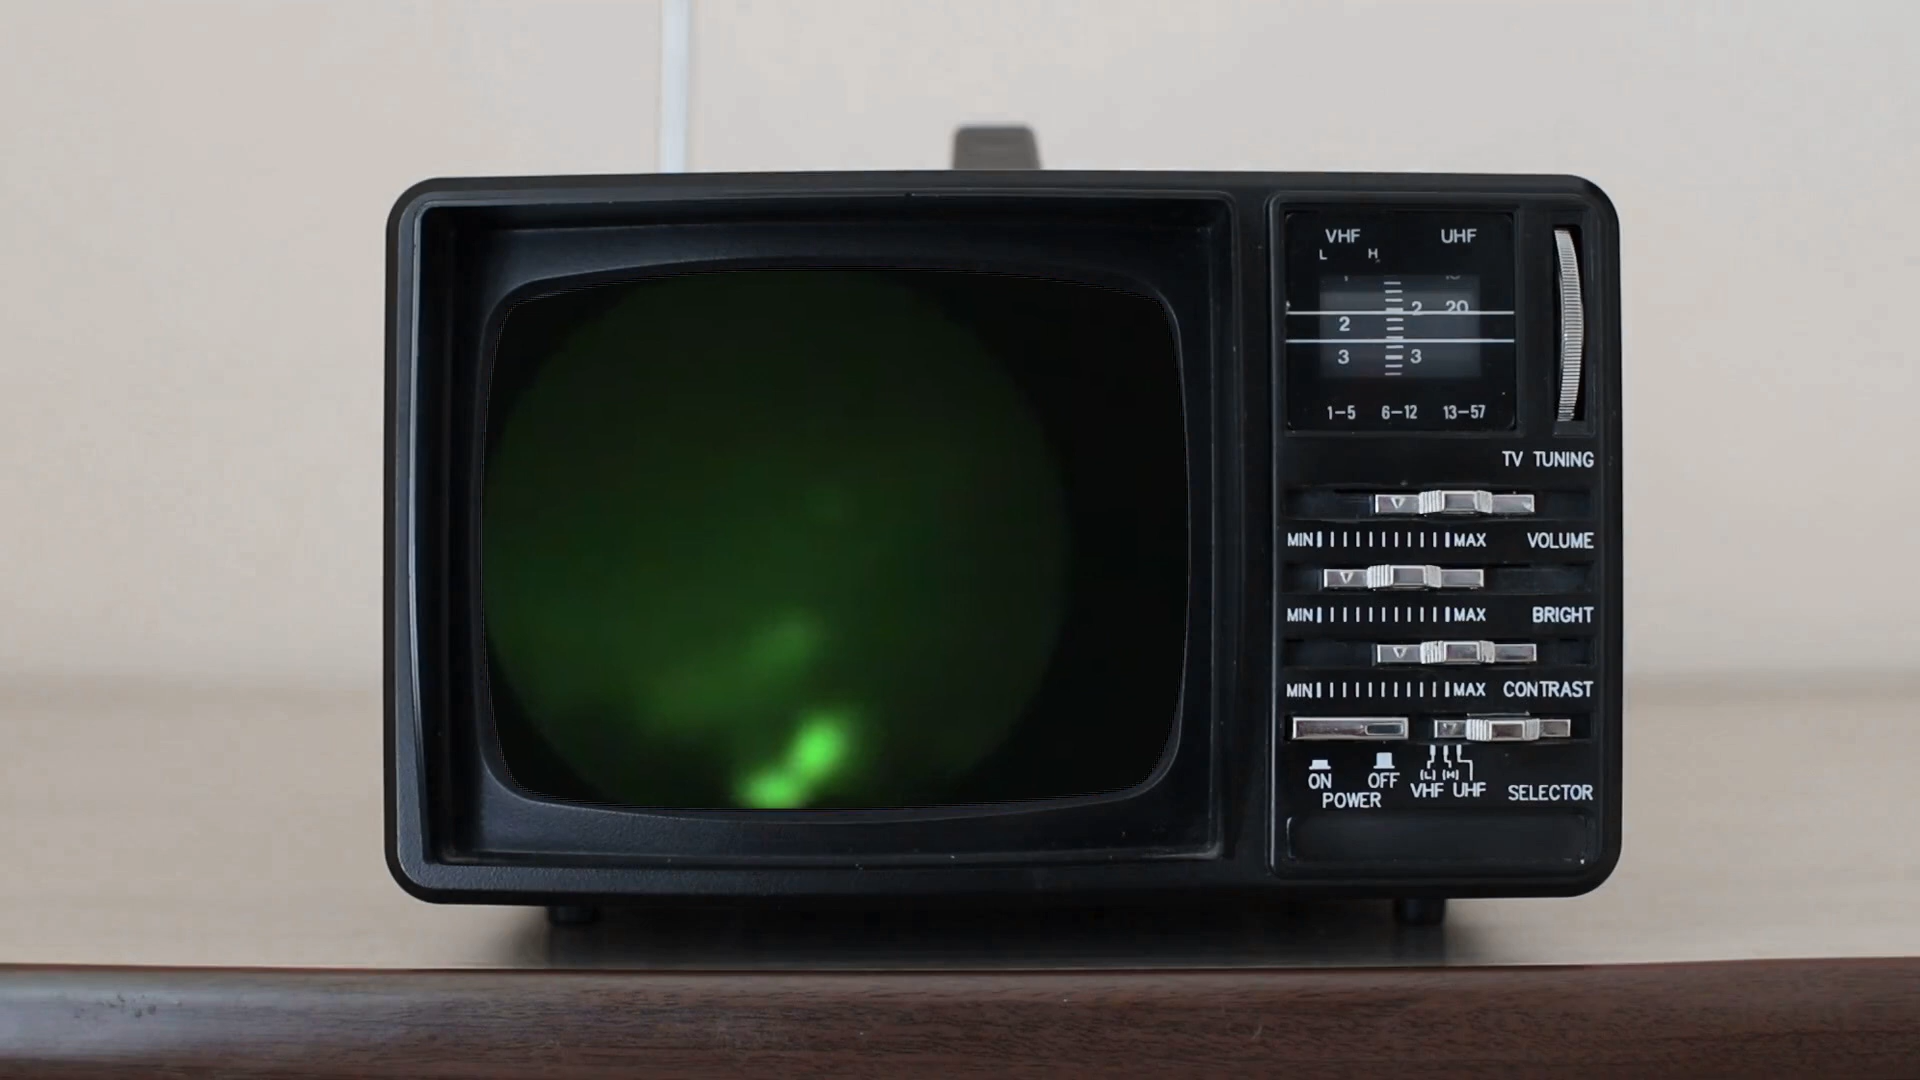 VHF UHF
L H
2 20
2
3 3
1-5 6-12 13-57
TV TUNING
MIN MAX VOLUME
MIN MAX BRIGHT
MIN MAX CONTRAST
ON OFF
POWER
(L) (H)
VHF UHF
SELECTOR